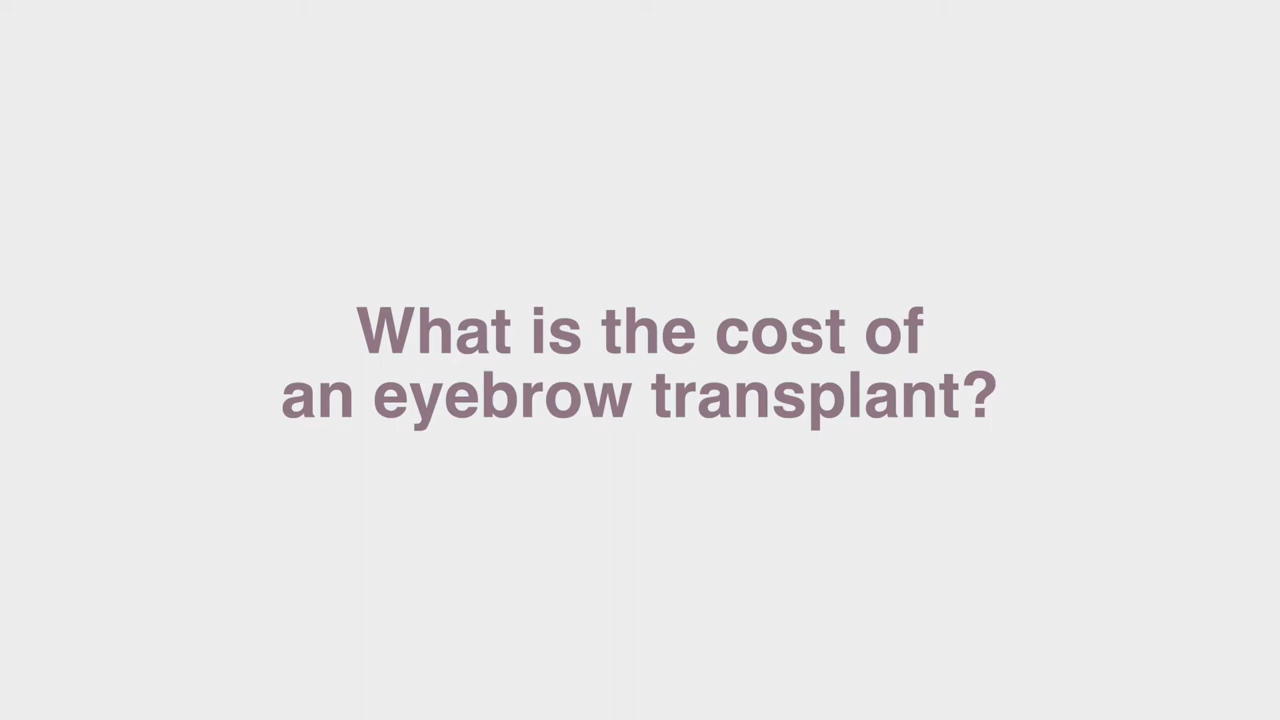 What is the cost of
an eyebrow transplant?